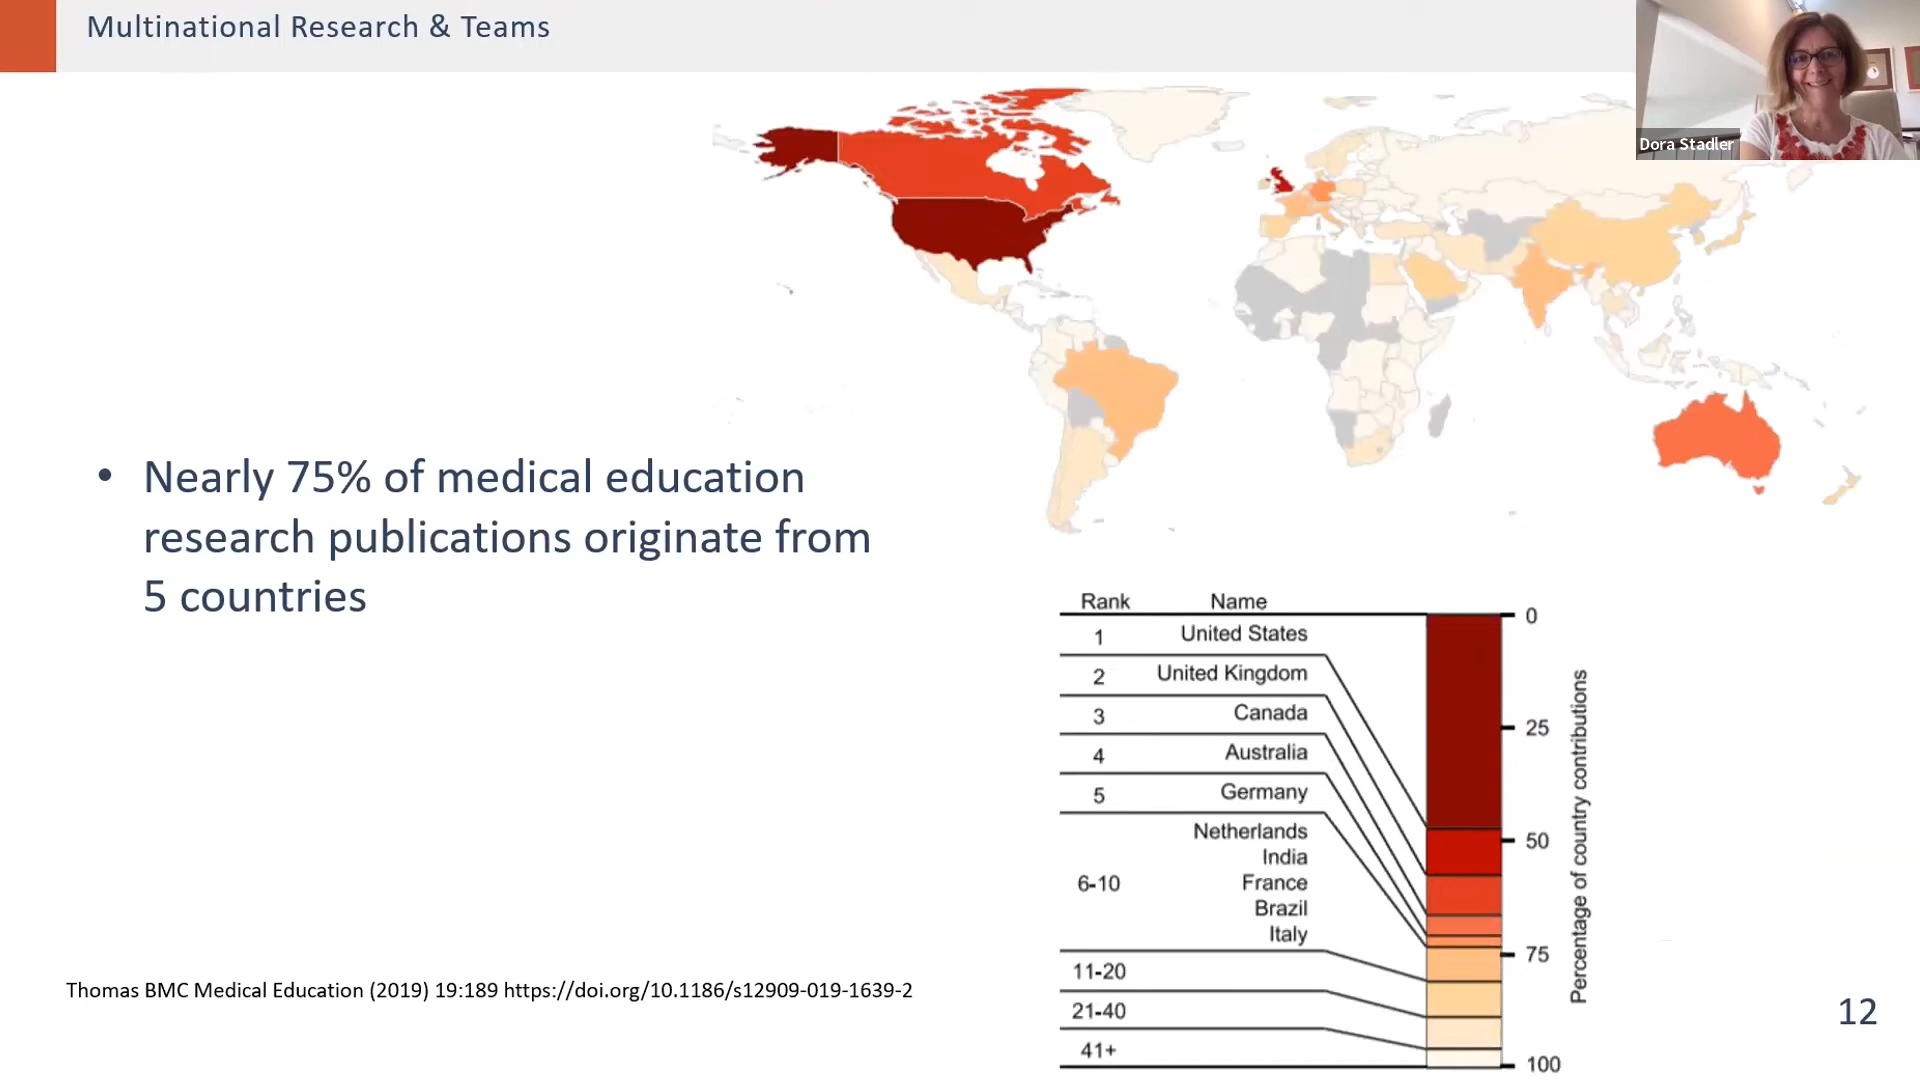 Multinational Research & Teams
Dora Stadler
• Nearly 75% of medical education
research publications originate from
5 countries
Rank Name
1 United States
2 United Kingdom
3 Canada
4 Australia
5 Germany
6-10
Netherlands
India
France
Brazil
Italy
11-20
21-40
41+
0
25
50
75
100
Percentage of country contributions
Thomas BMC Medical Education (2019) 19:189 https://doi.org/10.1186/s12909-019-1639-2
12